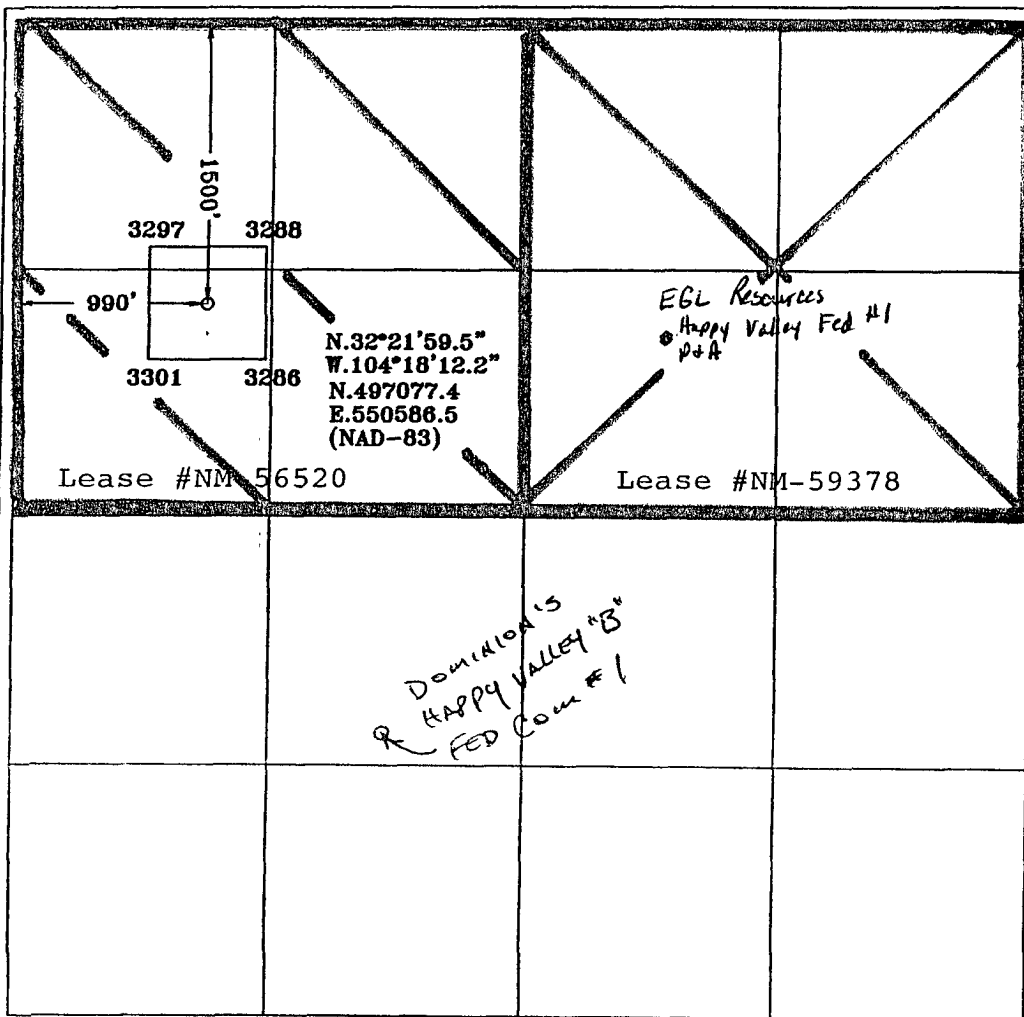 1500'
3297 3288
990'
3301 3286
N.32°21'59.5"
W.104°18'12.2"
N.497077.4
E.550586.5
(NAD-83)
EGL Resources
Happy Valley Fed #1
P+A
Lease #NM-56520
Lease #NM-59378
DOMINION'S
HAPPY VALLEY "B"
FED COM #1